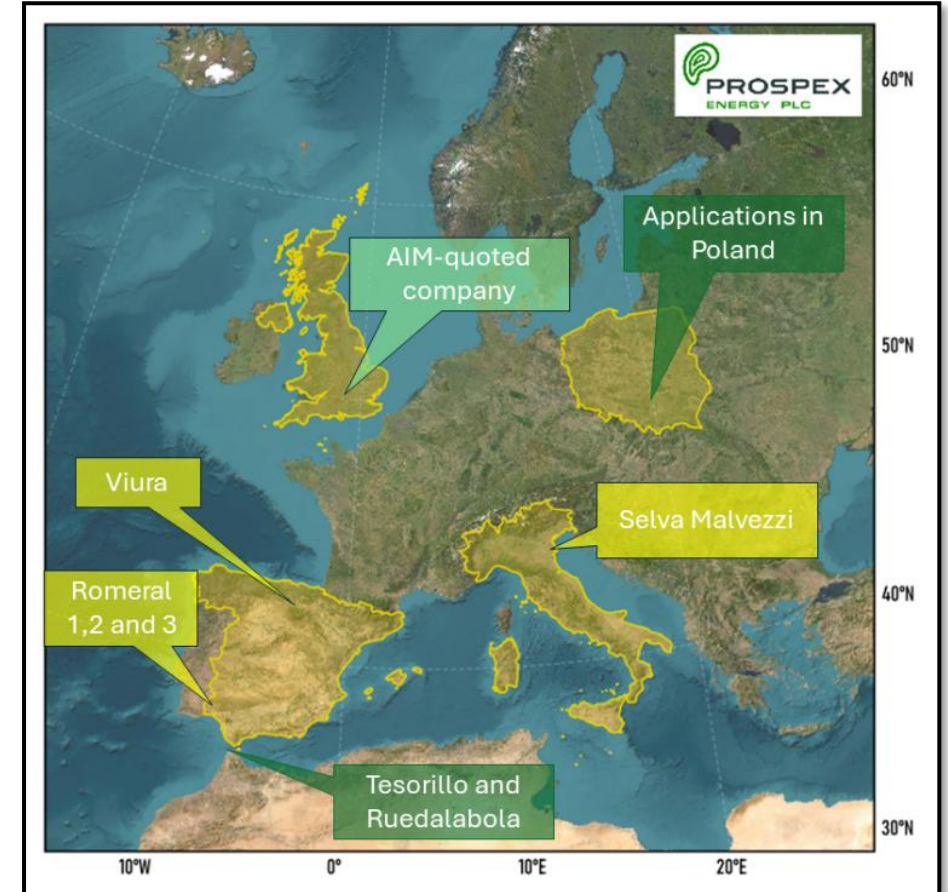 PROSPEX
ENERGY PLC
60°N
Applications in
Poland
AIM-quoted
company
50°N
Viura
Selva Malvezzi
Romeral
1,2 and 3
40°N
Tesorillo and
Ruedalabola
30°N
10°W
0°
10°E
20°E